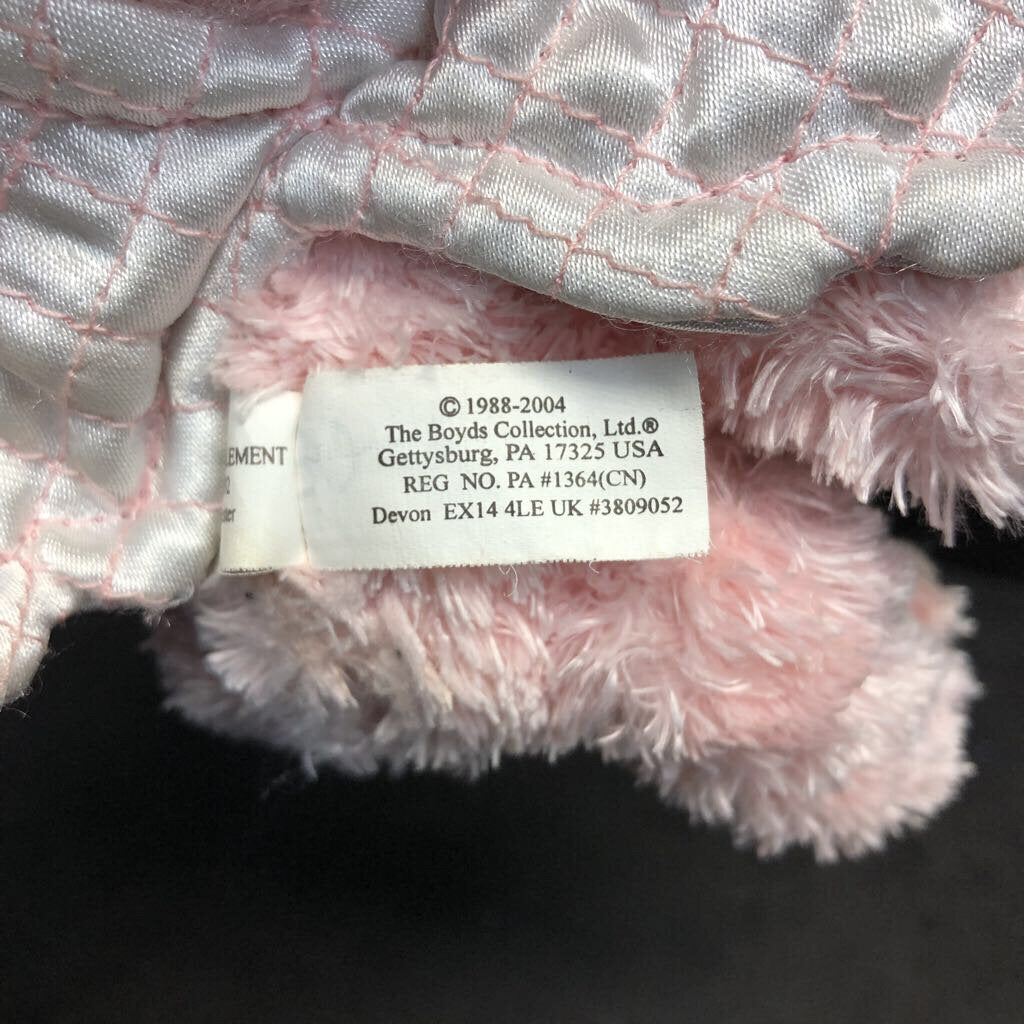 © 1988-2004
The Boyds Collection, Ltd.®
Gettysburg, PA 17325 USA
REG NO. PA #1364(CN)
Devon EX14 4LE UK #3809052